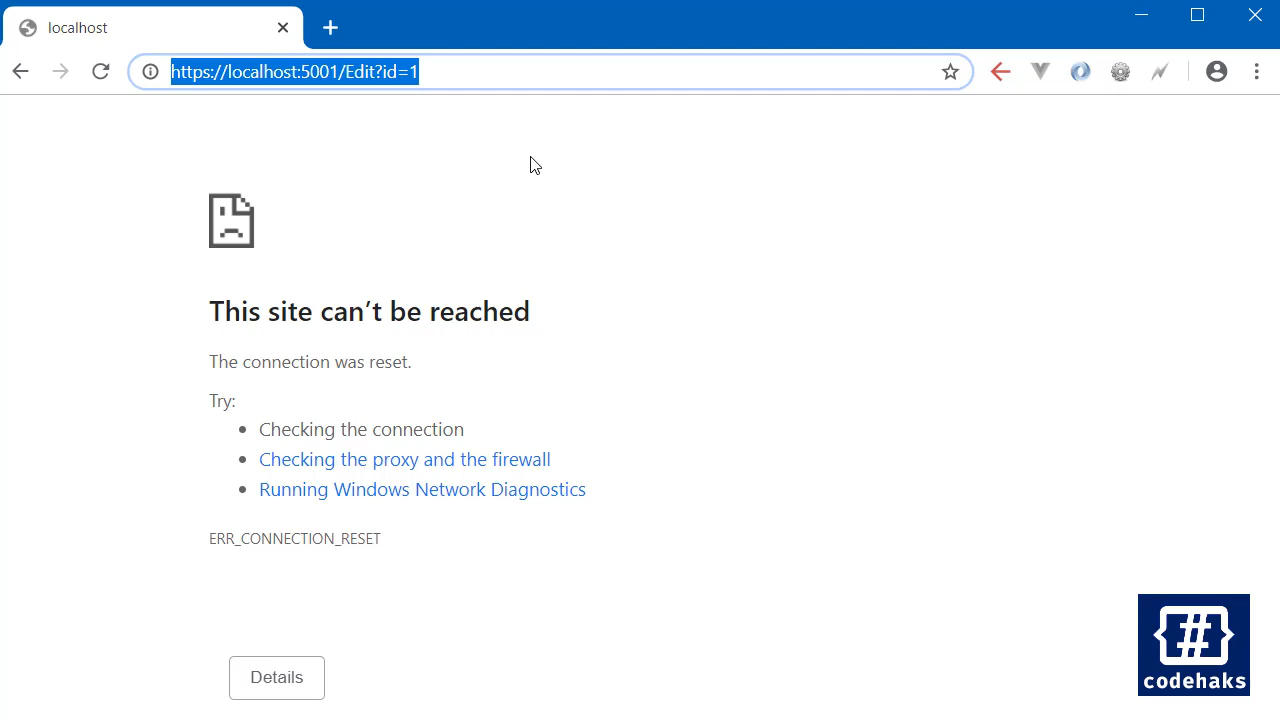 localhost
https://localhost:5001/Edit?id=1
This site can’t be reached
The connection was reset.
Try:
Checking the connection
Checking the proxy and the firewall
Running Windows Network Diagnostics
ERR_CONNECTION_RESET
Details
{#}
codehaks